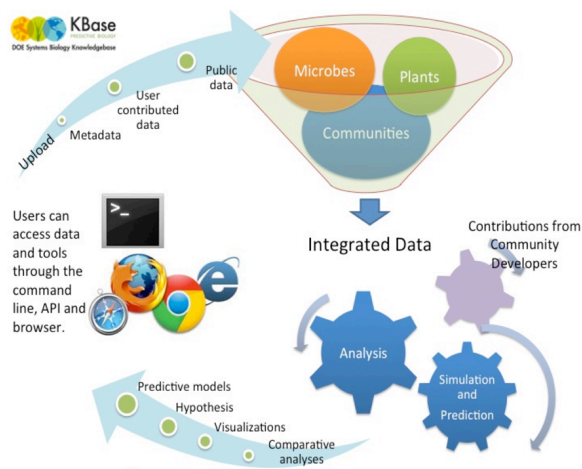 KBase
PREDICTIVE BIOLOGY
DOE Systems Biology Knowledgebase
Upload
Metadata
User
contributed
data
Public
data
Microbes
Plants
Communities
Integrated Data
Users can
access data
and tools
through the
command
line, API and
browser.
>_
Contributions from
Community
Developers
Analysis
Simulation
and
Prediction
Predictive models
Hypothesis
Visualizations
Comparative
analyses